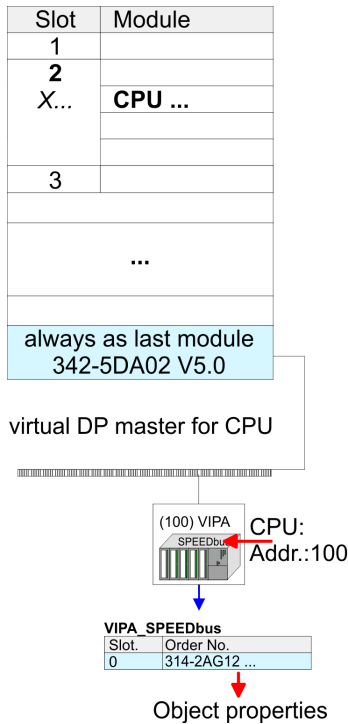 Slot Module
1
2
X... CPU ...
3
...
always as last module
342-5DA02 V5.0
virtual DP master for CPU
(100) VIPA
SPEEDbus
CPU:
Addr.:100
VIPA_SPEEDbus
Slot. Order No.
0 314-2AG12 ...
Object properties